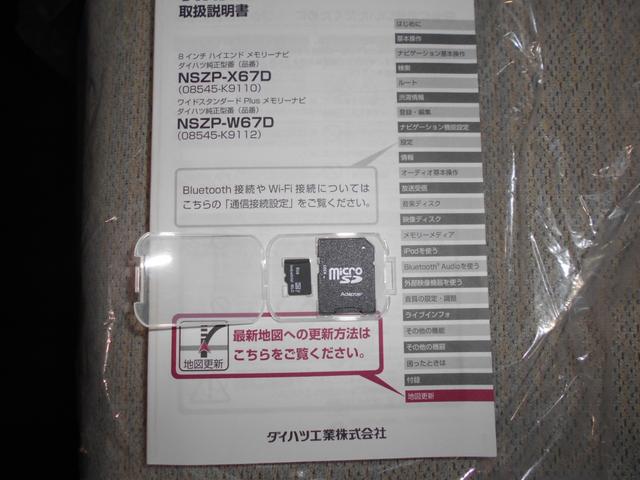 取扱説明書
8インチ ハイエンド メモリーナビ
ダイハツ純正型番（品番）
NSZP-X67D
(08545-K9110)
ワイドスタンダード Plus メモリーナビ
ダイハツ純正型番（品番）
NSZP-W67D
(08545-K9112)
Bluetooth 接続や Wi-Fi 接続については
こちらの「通信接続設定」をご覧ください。
micro
SD
Adapter
最新地図への更新方法は
こちらをご覧ください。
地図更新
ダイハツ工業株式会社
はじめに
基本操作
ナビゲーション基本操作
検索
ルート
渋滞情報
登録・編集
ナビゲーション機能設定
設定
情報
オーディオ基本操作
放送受信
音楽ディスク
映像ディスク
メモリーメディア
iPodを使う
Bluetooth® Audioを使う
外部映像機器を使う
音質の設定・調整
ライブインフォ
その他の機能
その他の機器
困ったときは
付録
地図更新